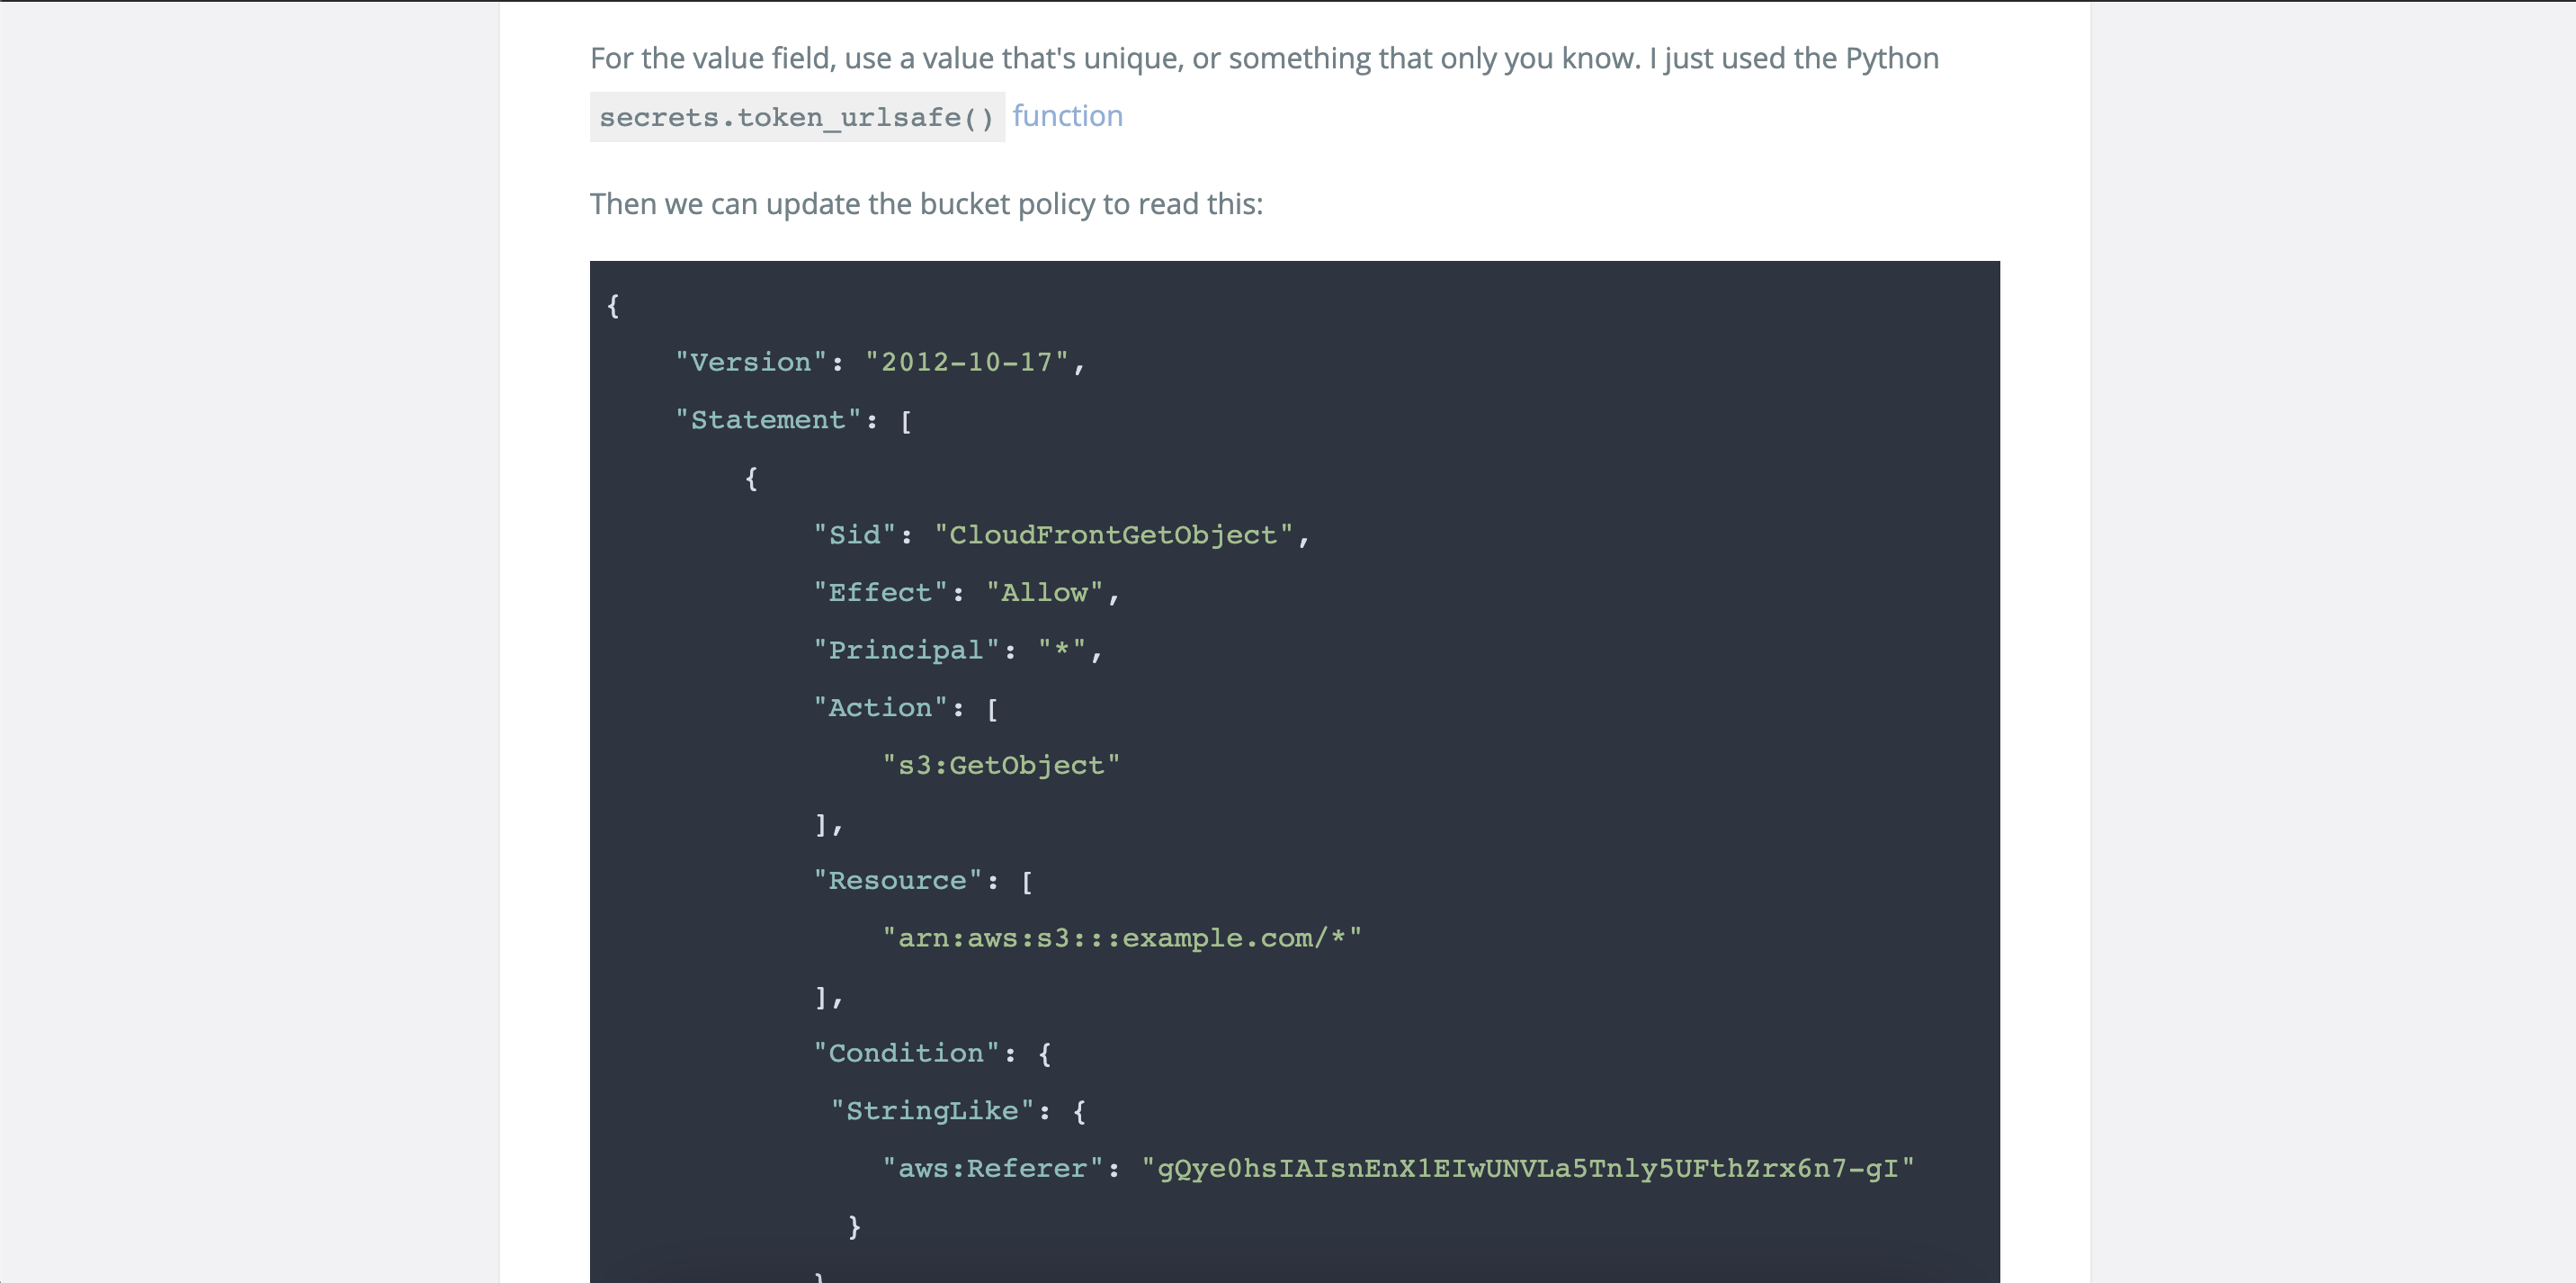 For the value field, use a value that's unique, or something that only you know. I just used the Python
secrets.token_urlsafe() function
Then we can update the bucket policy to read this:
{
    "Version": "2012-10-17",
    "Statement": [
        {
            "Sid": "CloudFrontGetObject",
            "Effect": "Allow",
            "Principal": "*",
            "Action": [
                "s3:GetObject"
            ],
            "Resource": [
                "arn:aws:s3:::example.com/*"
            ],
            "Condition": {
             "StringLike": {
                "aws:Referer": "gQye0hsIAIsnEnX1EIwUNVLa5Tnly5UFthZrx6n7-gI"
              }
            }